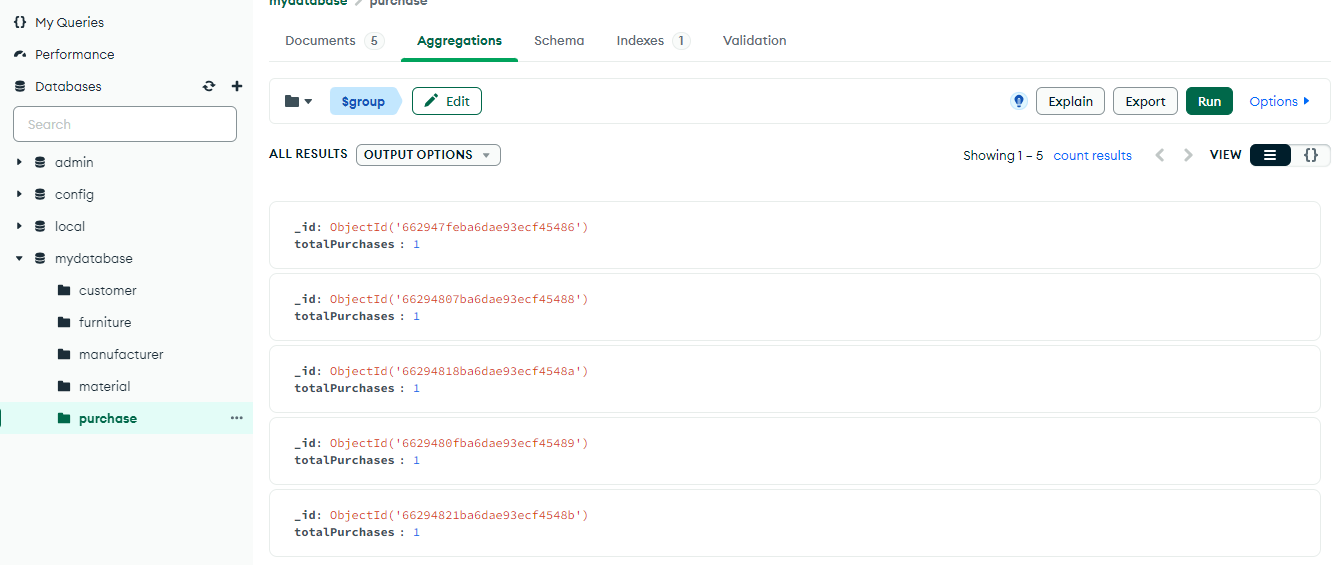 mydatabase > purchase
{} My Queries
Performance
Databases
Search
admin
config
local
mydatabase
customer
furniture
manufacturer
material
purchase
Documents 5 Aggregations Schema Indexes 1 Validation
$group Edit Explain Export Run Options
ALL RESULTS OUTPUT OPTIONS Showing 1 – 5 count results VIEW {}
_id: ObjectId('662947feba6dae93ecf45486')
totalPurchases : 1
_id: ObjectId('66294807ba6dae93ecf45488')
totalPurchases : 1
_id: ObjectId('66294818ba6dae93ecf4548a')
totalPurchases : 1
_id: ObjectId('6629480fba6dae93ecf45489')
totalPurchases : 1
_id: ObjectId('66294821ba6dae93ecf4548b')
totalPurchases : 1